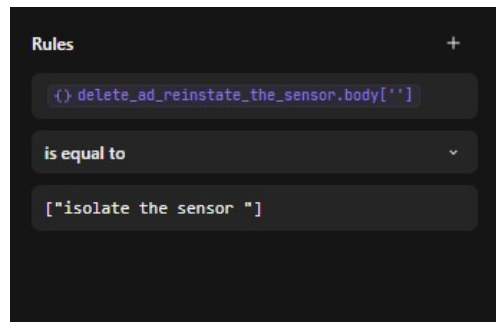 Rules +
{} delete_ad_reinstate_the_sensor.body['']
is equal to
["isolate the sensor "]